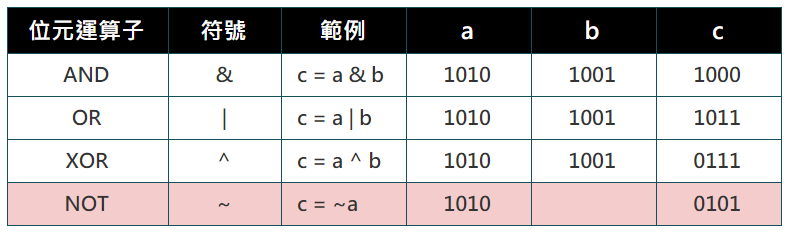 位元運算子 符號 範例 a b c
AND & c = a & b 1010 1001 1000
OR | c = a | b 1010 1001 1011
XOR ^ c = a ^ b 1010 1001 0111
NOT ~ c = ~a 1010 0101